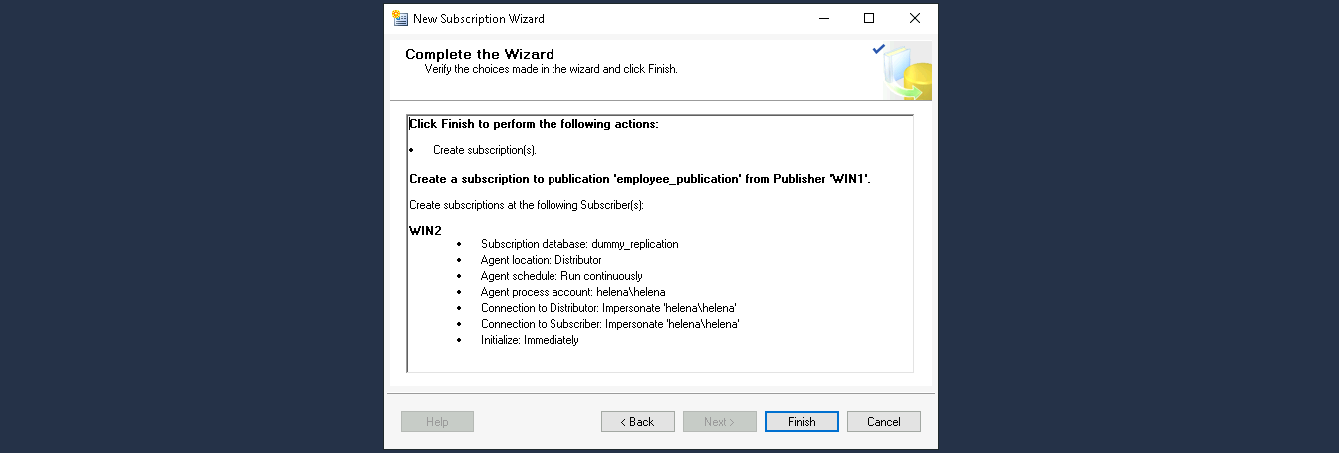 New Subscription Wizard
Complete the Wizard
Verify the choices made in the wizard and click Finish.
Click Finish to perform the following actions:
• Create subscription(s).
Create a subscription to publication 'employee_publication' from Publisher 'WIN1'.
Create subscriptions at the following Subscriber(s):
WIN2
• Subscription database: dummy_replication
• Agent location: Distributor
• Agent schedule: Run continuously
• Agent process account: helena\helena
• Connection to Distributor: Impersonate 'helena\helena'
• Connection to Subscriber: Impersonate 'helena\helena'
• Initialize: Immediately
Help
< Back
Next >
Finish
Cancel